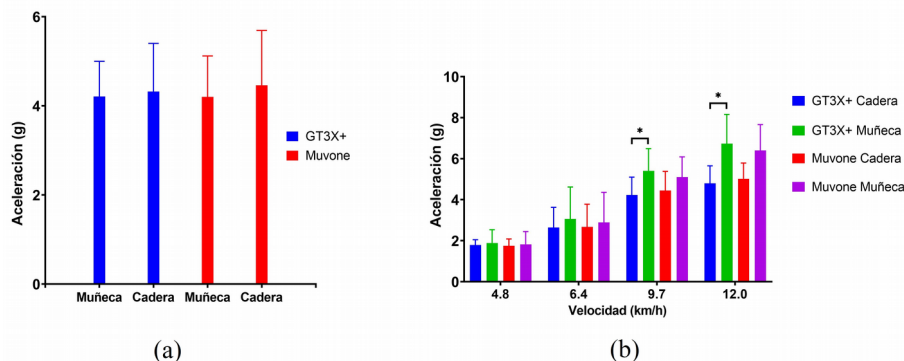 6
4
2
0
Aceleración (g)
Muñeca Cadera Muñeca Cadera
GT3X+
Muvone
(a)
10
8
6
4
2
0
Aceleración (g)
* *
4.8 6.4 9.7 12.0
Velocidad (km/h)
GT3X+ Cadera
GT3X+ Muñeca
Muvone Cadera
Muvone Muñeca
(b)